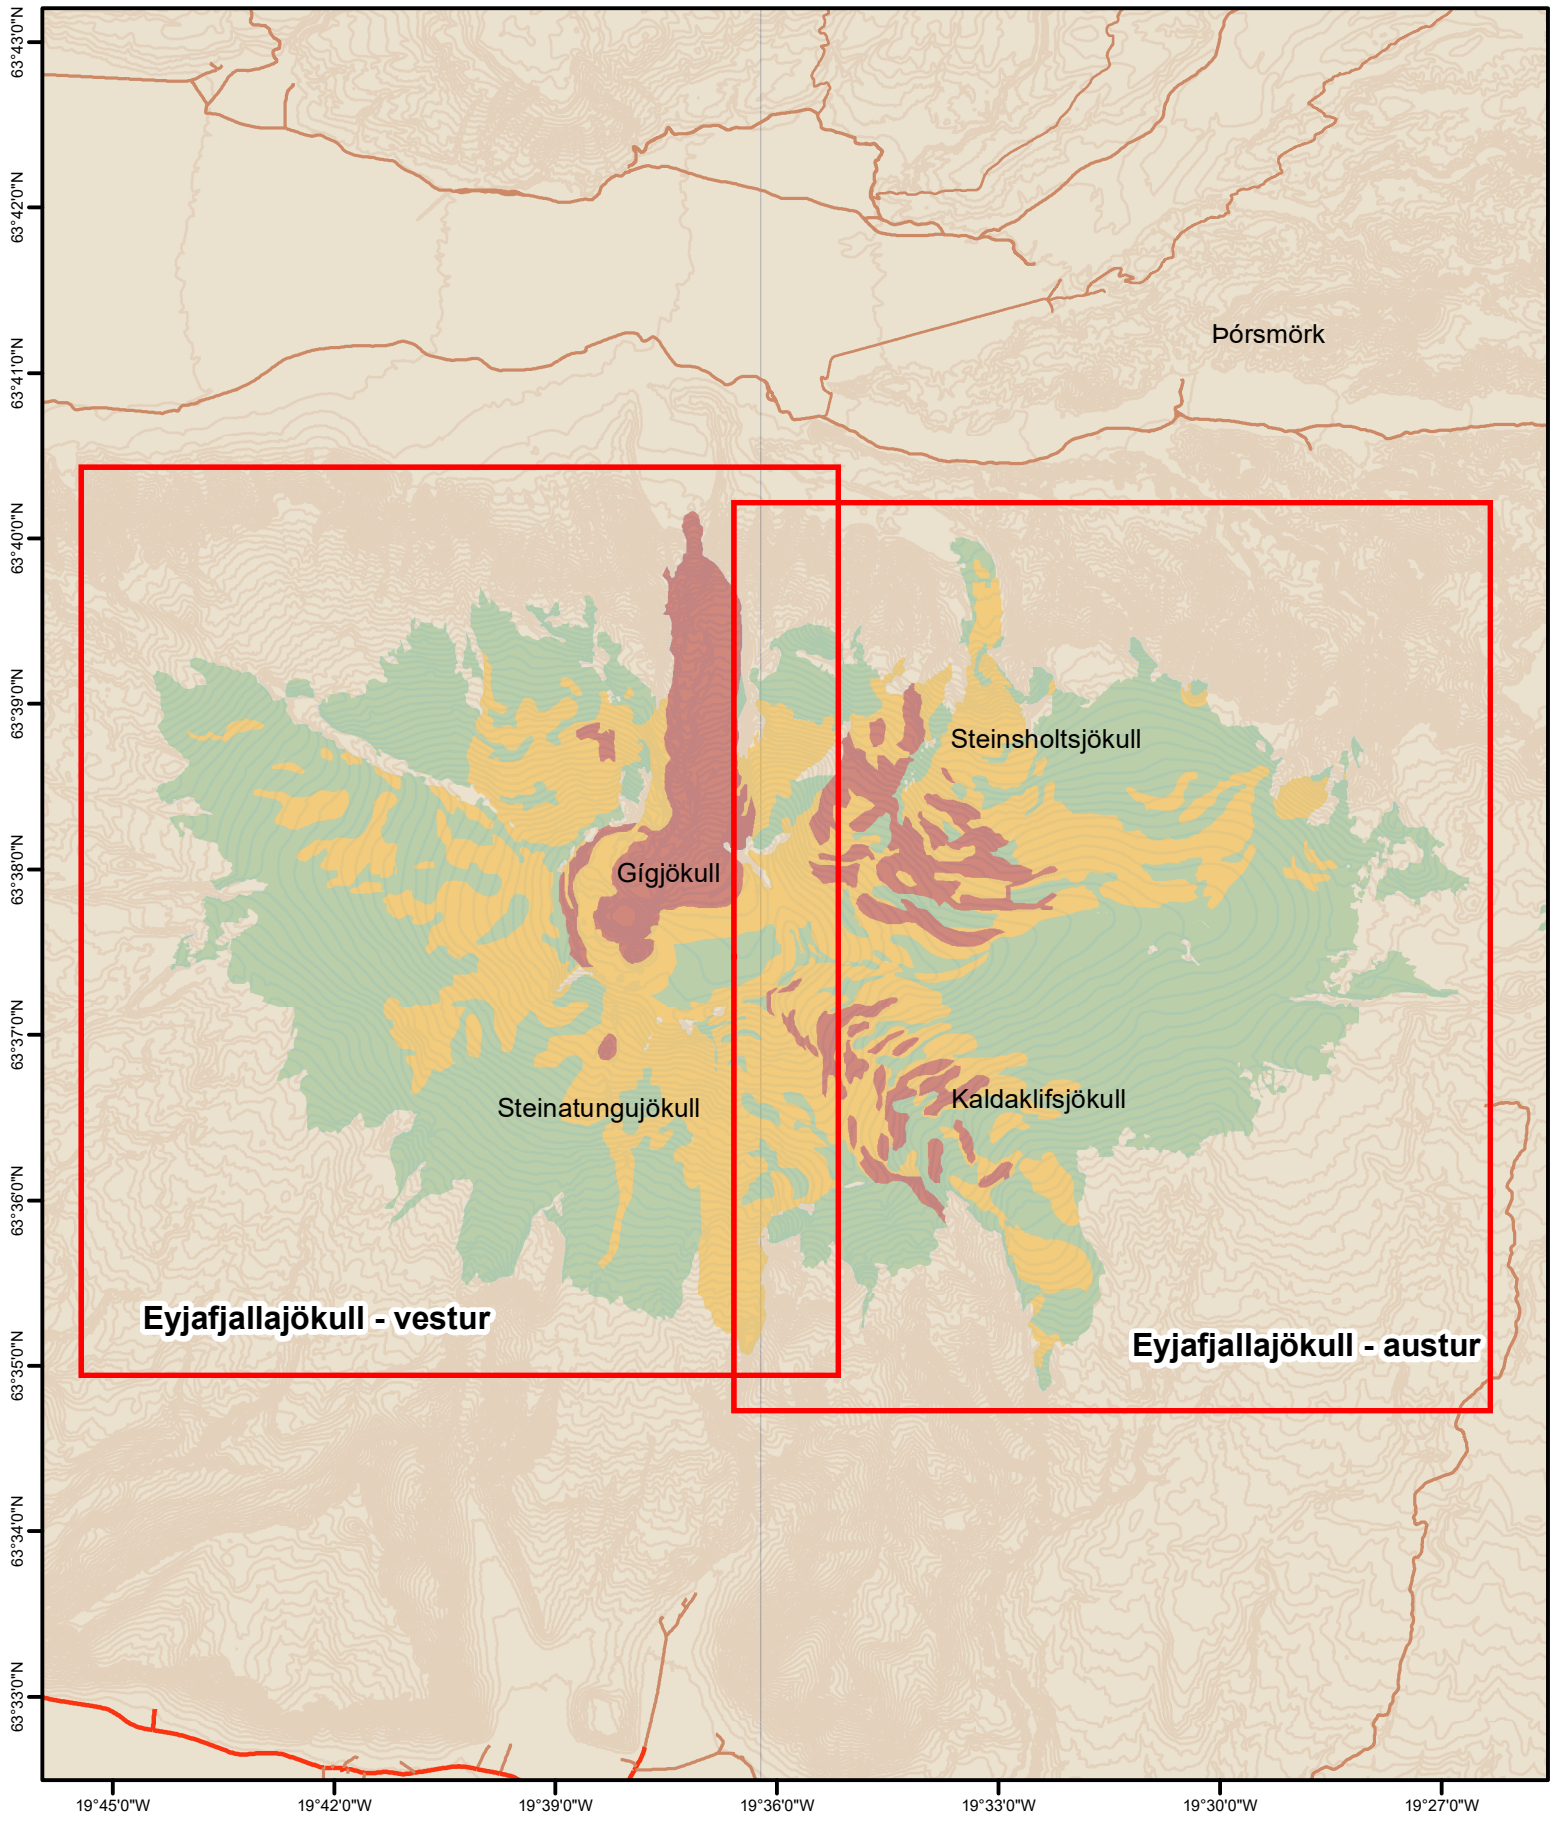 63°43'0"N
63°42'0"N
63°41'0"N
63°40'0"N
63°39'0"N
63°38'0"N
63°37'0"N
63°36'0"N
63°35'0"N
63°34'0"N
63°33'0"N
Þórsmörk
Steinsholtsjökull
Gígjökull
Kaldaklifsjökull
Steinatungujökull
Eyjafjallajökull - vestur
Eyjafjallajökull - austur
19°45'0"W
19°42'0"W
19°39'0"W
19°36'0"W
19°33'0"W
19°30'0"W
19°27'0"W